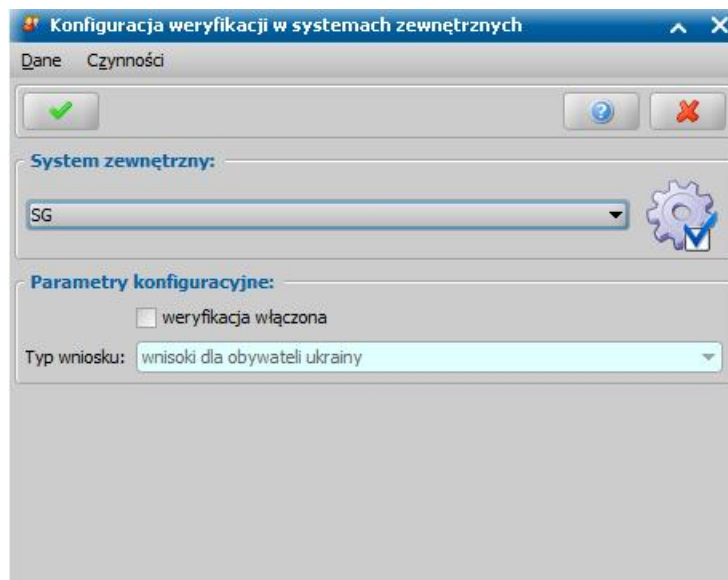 Konfiguracja weryfikacji w systemach zewnętrznych
Dane Czynności
System zewnętrzny:
SG
Parametry konfiguracyjne:
weryfikacja włączona
Typ wniosku: wnisoki dla obywateli ukrainy